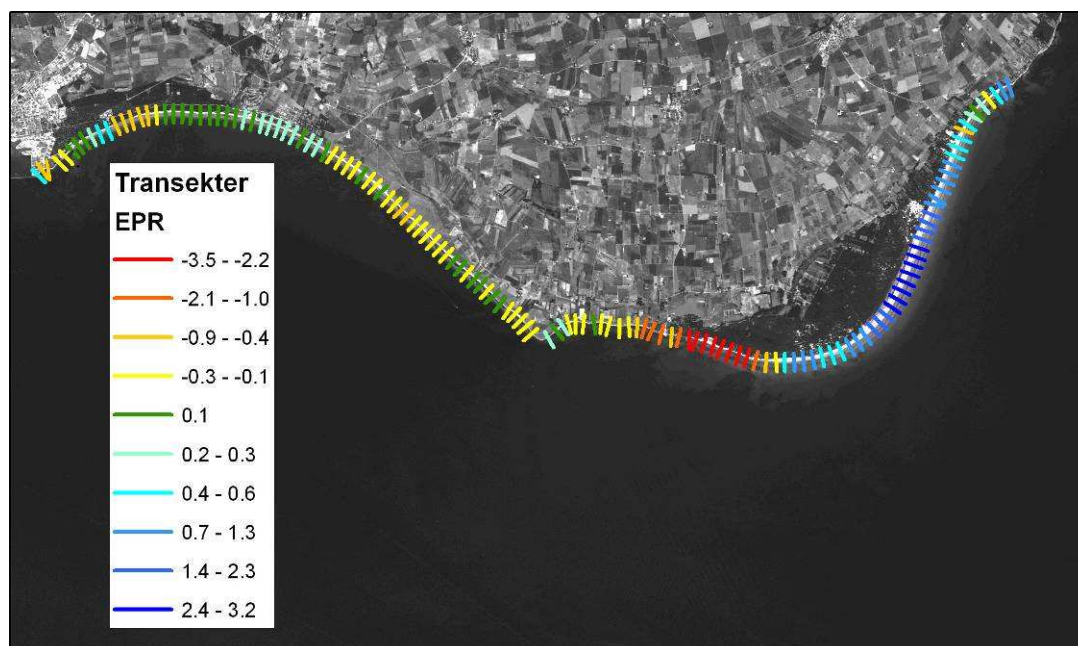 Transekter
EPR
-3.5 - -2.2
-2.1 - -1.0
-0.9 - -0.4
-0.3 - -0.1
0.1
0.2 - 0.3
0.4 - 0.6
0.7 - 1.3
1.4 - 2.3
2.4 - 3.2